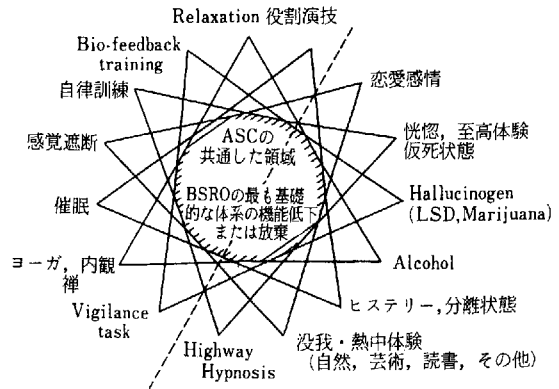 Relaxation 役割演技
Bio-feedback
training
自律訓練
感覚遮断
催眠
ヨーガ,内観
禅
Vigilance
task
Highway
Hypnosis
恋愛感情
恍惚,至高体験
仮死状態
Hallucinogen
(LSD,Marijuana)
Alcohol
ヒステリー,分離状態
没我・熱中体験
(自然,芸術,読書,その他)
ASCの
共通した領域
BSROの最も基礎
的な体系の機能低下
または放棄